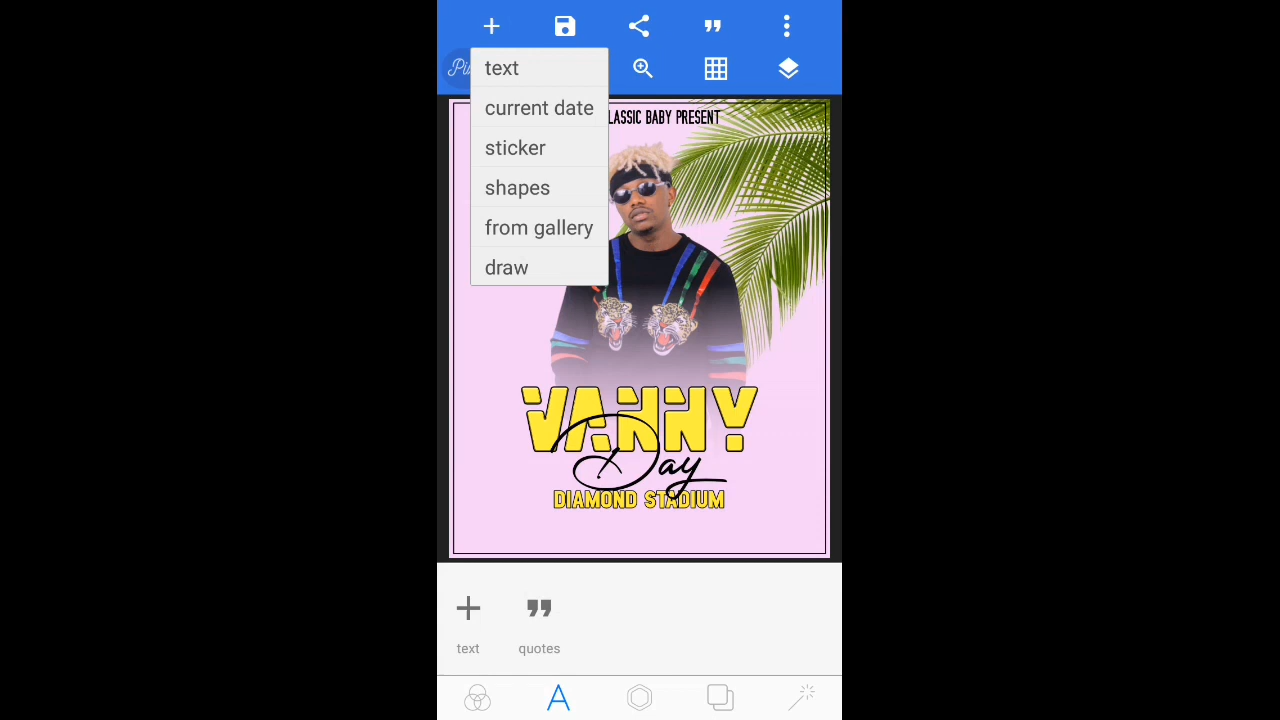 text
current date
sticker
shapes
from gallery
draw
LASSIC BABY PRESENT
VANNY
Day
DIAMOND STADIUM
text
quotes